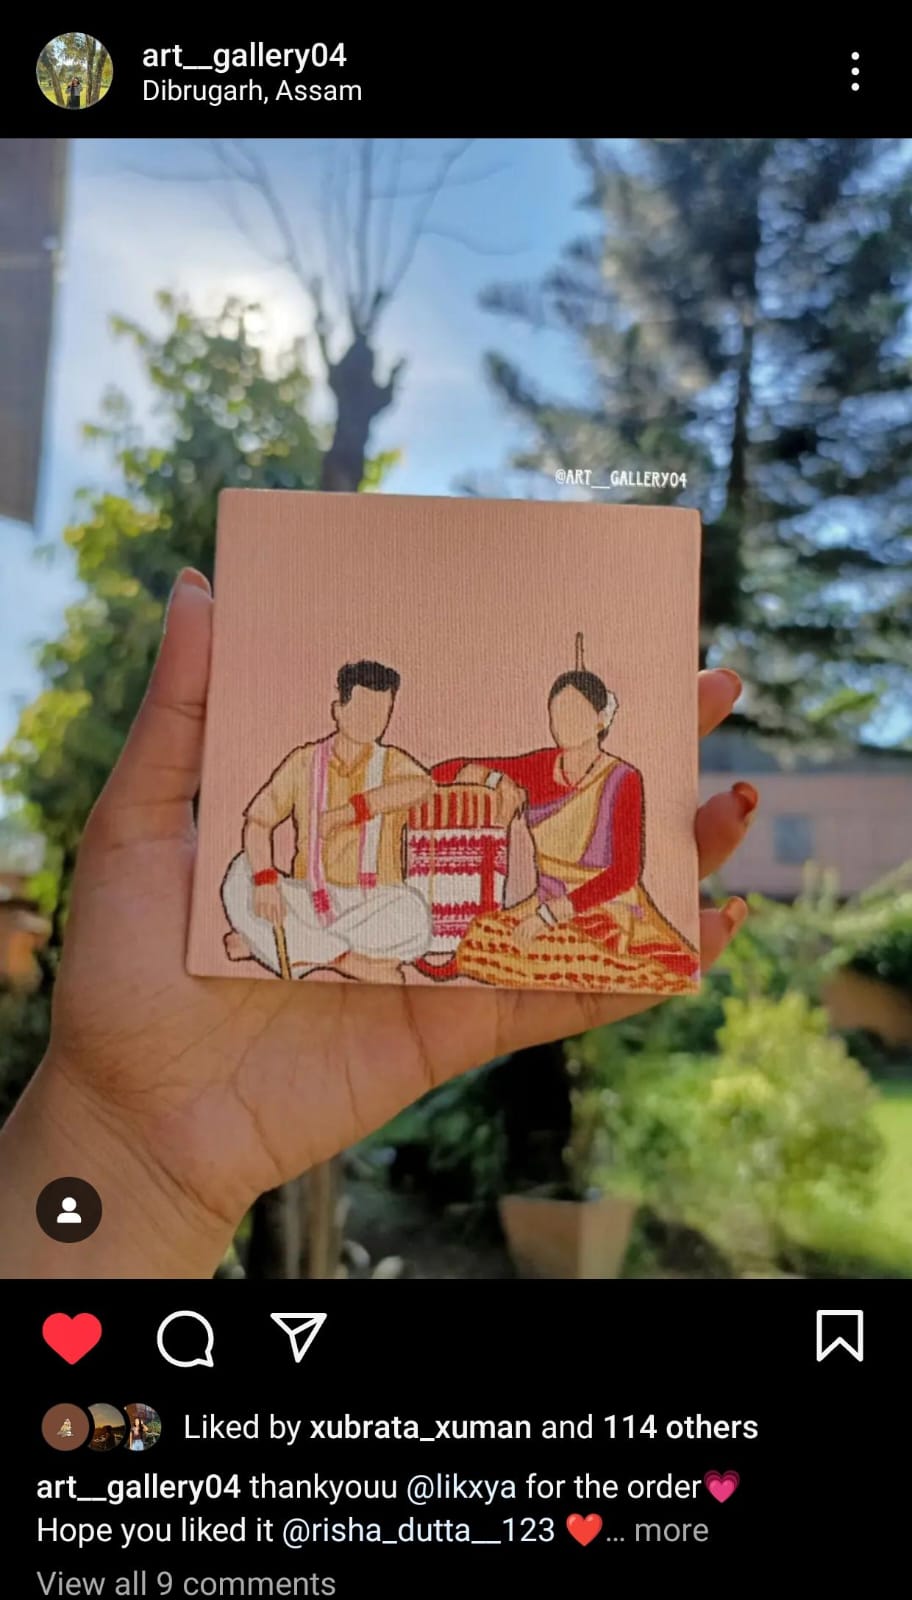 art__gallery04
Dibrugarh, Assam
@ART__GALLERY04
Liked by xubrata_xuman and 114 others
art__gallery04 thankyouu @likxya for the order💗
Hope you liked it @risha_dutta__123 ❤️... more
View all 9 comments